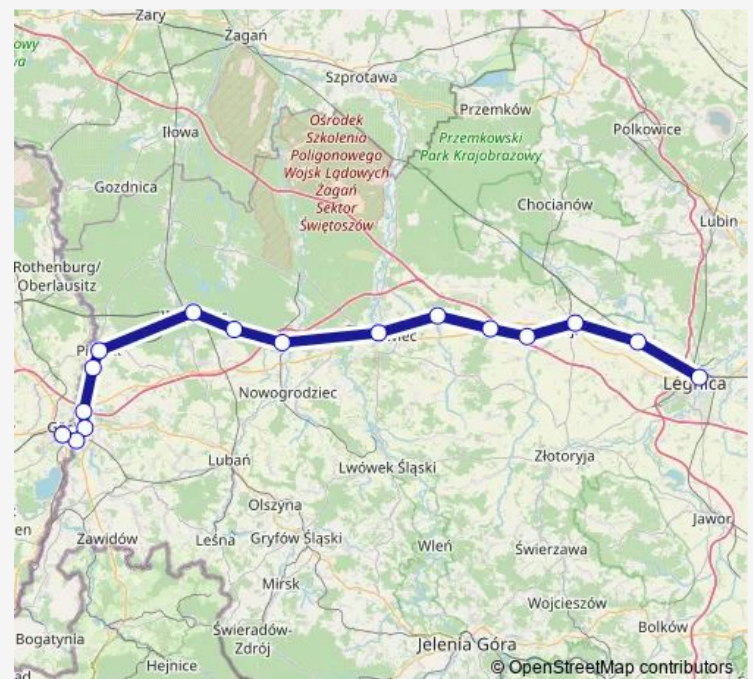 Żary
Żagań
Szprotawa
Przemków
Polkowice
Iłowa
Ośrodek
Szkolenia
Poligonowego
Wojsk Lądowych
Żagań
Sektor
Świętoszów
Przemkowski
Park Krajobrazowy
Gozdnica
Chocianów
Lubin
Rothenburg/
Oberlausitz
Legnica
Nowogrodziec
Lubań
Lwówek Śląski
Złotoryja
Olszyna
Jawor
Zawidów
Leśna
Gryfów Śląski
Wleń
Świerzawa
Mirsk
Wojcieszów
Bolków
Bogatynia
Świeradów-
Zdrój
Jelenia Góra
Hejnice
© OpenStreetMap contributors